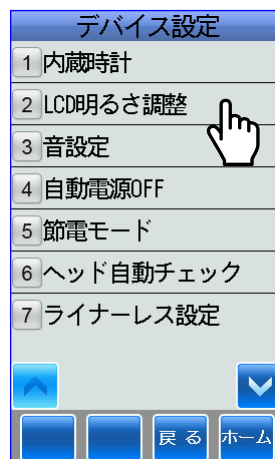 デバイス設定
1 内蔵時計
2 LCD明るさ調整
3 音設定
4 自動電源OFF
5 節電モード
6 ヘッド自動チェック
7 ライナーレス設定
戻る ホーム